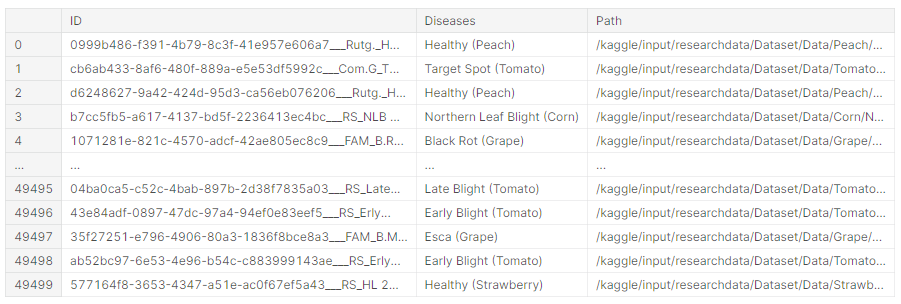 ID Diseases Path
0 0999b486-f391-4b79-8c3f-41e957e606a7___Rutg._H... Healthy (Peach) /kaggle/input/researchdata/Dataset/Data/Peach/...
1 cb6ab433-8af6-480f-889a-e5e53df5992c___Com.G_T... Target Spot (Tomato) /kaggle/input/researchdata/Dataset/Data/Tomato...
2 d6248627-9a42-424d-95d3-ca56eb076206___Rutg._H... Healthy (Peach) /kaggle/input/researchdata/Dataset/Data/Peach/...
3 b7cc5fb5-a617-4137-bd5f-2236413ec4bc___RS_NLB ... Northern Leaf Blight (Corn) /kaggle/input/researchdata/Dataset/Data/Corn/N...
4 1071281e-821c-4570-adcf-42ae805ec8c9___FAM_B.R... Black Rot (Grape) /kaggle/input/researchdata/Dataset/Data/Grape/...
... ... ... ...
49495 04ba0ca5-c52c-4bab-897b-2d38f7835a03___RS_Late... Late Blight (Tomato) /kaggle/input/researchdata/Dataset/Data/Tomato...
49496 43e84adf-0897-47dc-97a4-94ef0e83eef5___RS_Erly... Early Blight (Tomato) /kaggle/input/researchdata/Dataset/Data/Tomato...
49497 35f27251-e796-4906-80a3-1836f8bce8a3___FAM_B.M... Esca (Grape) /kaggle/input/researchdata/Dataset/Data/Grape/...
49498 ab52bc97-6e53-4e96-b54c-c883999143ae___RS_Erly... Early Blight (Tomato) /kaggle/input/researchdata/Dataset/Data/Tomato...
49499 577164f8-3653-4347-a51e-ac0f67ef5a43___RS_HL 2... Healthy (Strawberry) /kaggle/input/researchdata/Dataset/Data/Strawb...